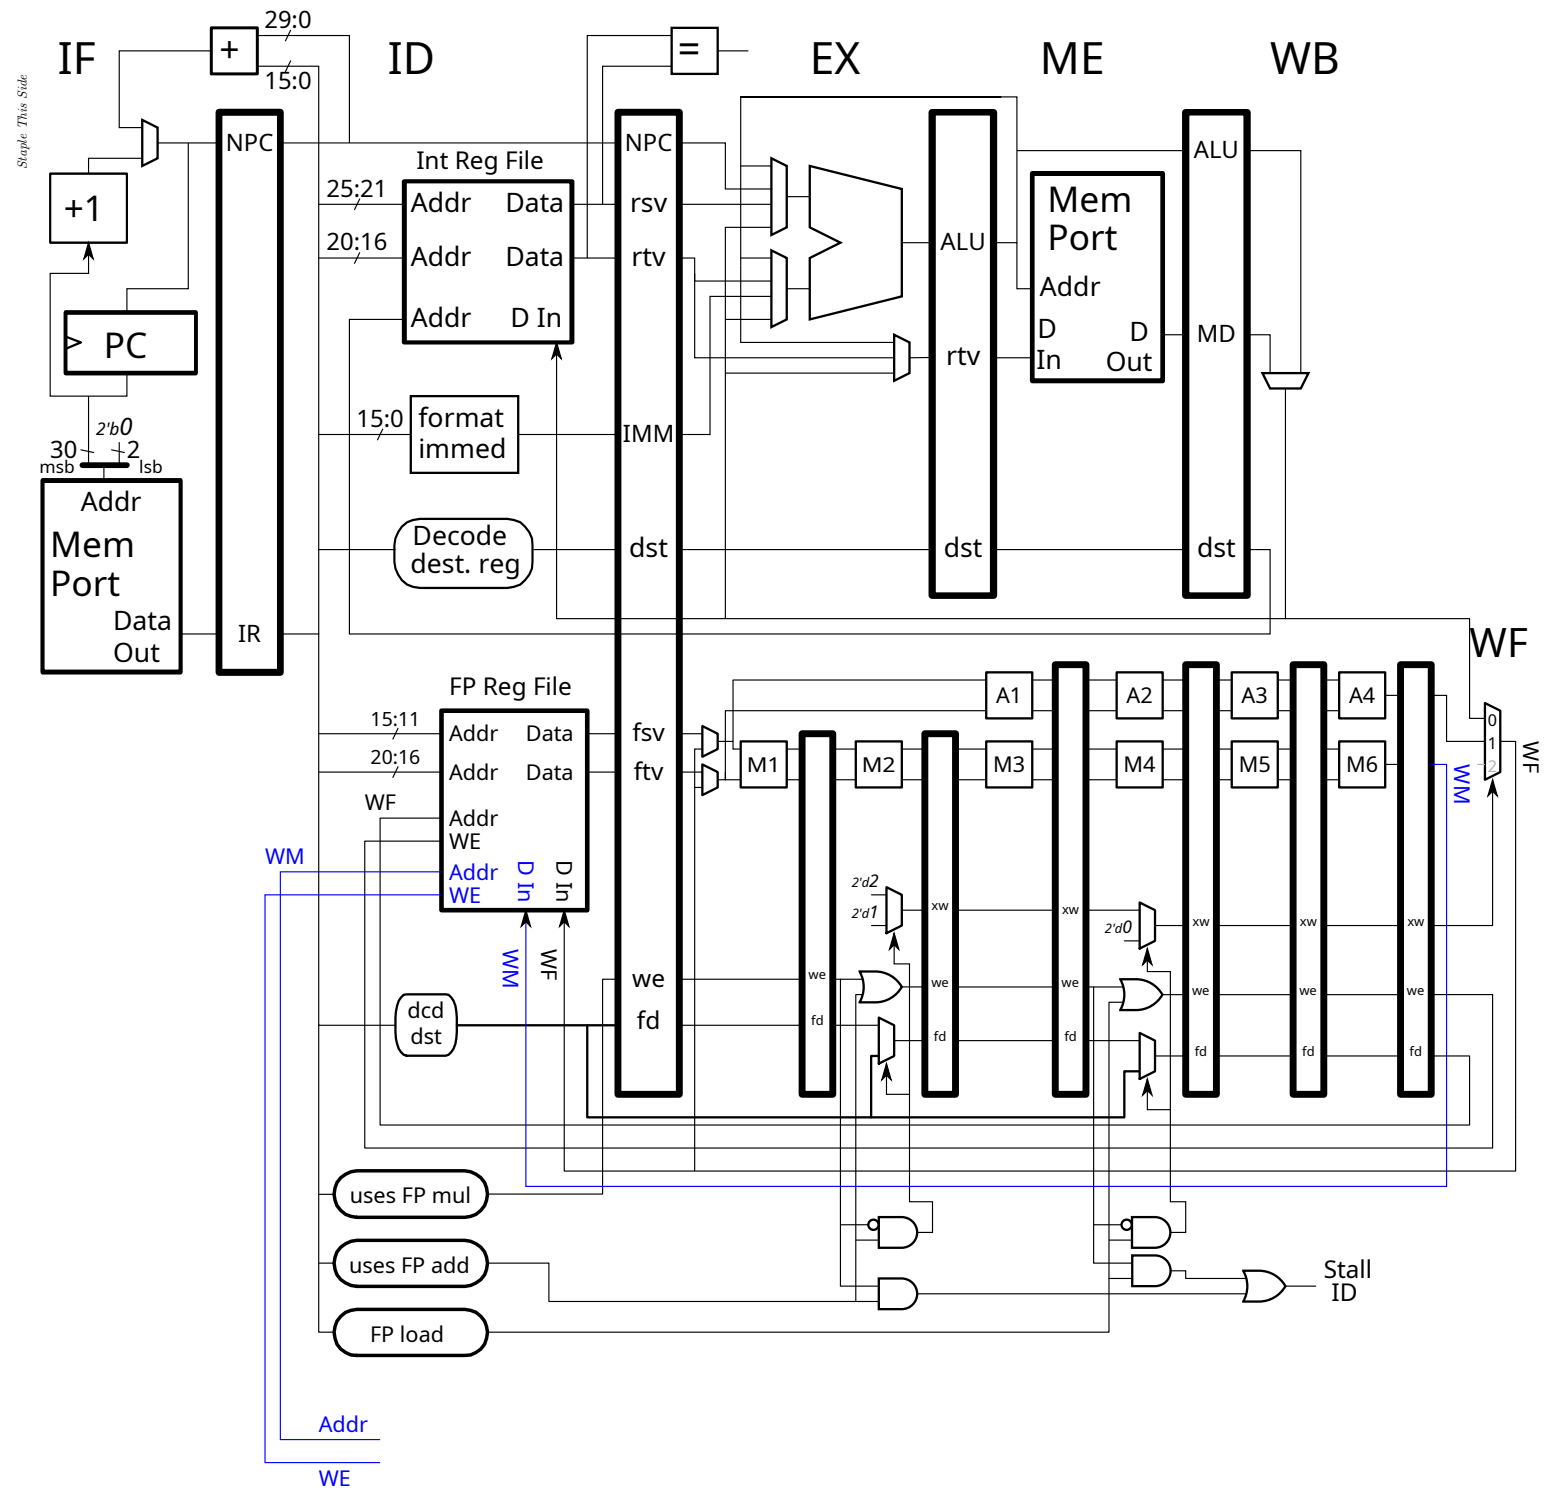 Staple This Side
IF
ID
EX
ME
WB
29:0
15:0
+
=
NPC
+1
PC
30
2'b0
2
msb
lsb
Addr
Mem
Port
Data
Out
IR
25:21
20:16
15:0
Int Reg File
Addr
Data
Addr
Data
Addr
D In
format
immed
Decode
dest. reg
NPC
rsv
rtv
IMM
dst
ALU
rtv
dst
Mem
Port
Addr
D
In
D
Out
ALU
MD
dst
WF
FP Reg File
15:11
20:16
WF
WM
Addr
Data
Addr
Data
Addr
WE
Addr
WE
D In
D In
WM
WF
dcd
dst
fsv
ftv
we
fd
A1
A2
A3
A4
M1
M2
M3
M4
M5
M6
0
1
2
WM
WF
2'd2
2'd1
2'd0
xw
xw
xw
xw
xw
we
we
we
we
we
we
fd
fd
fd
fd
fd
fd
uses FP mul
uses FP add
FP load
Stall
ID
Addr
WE